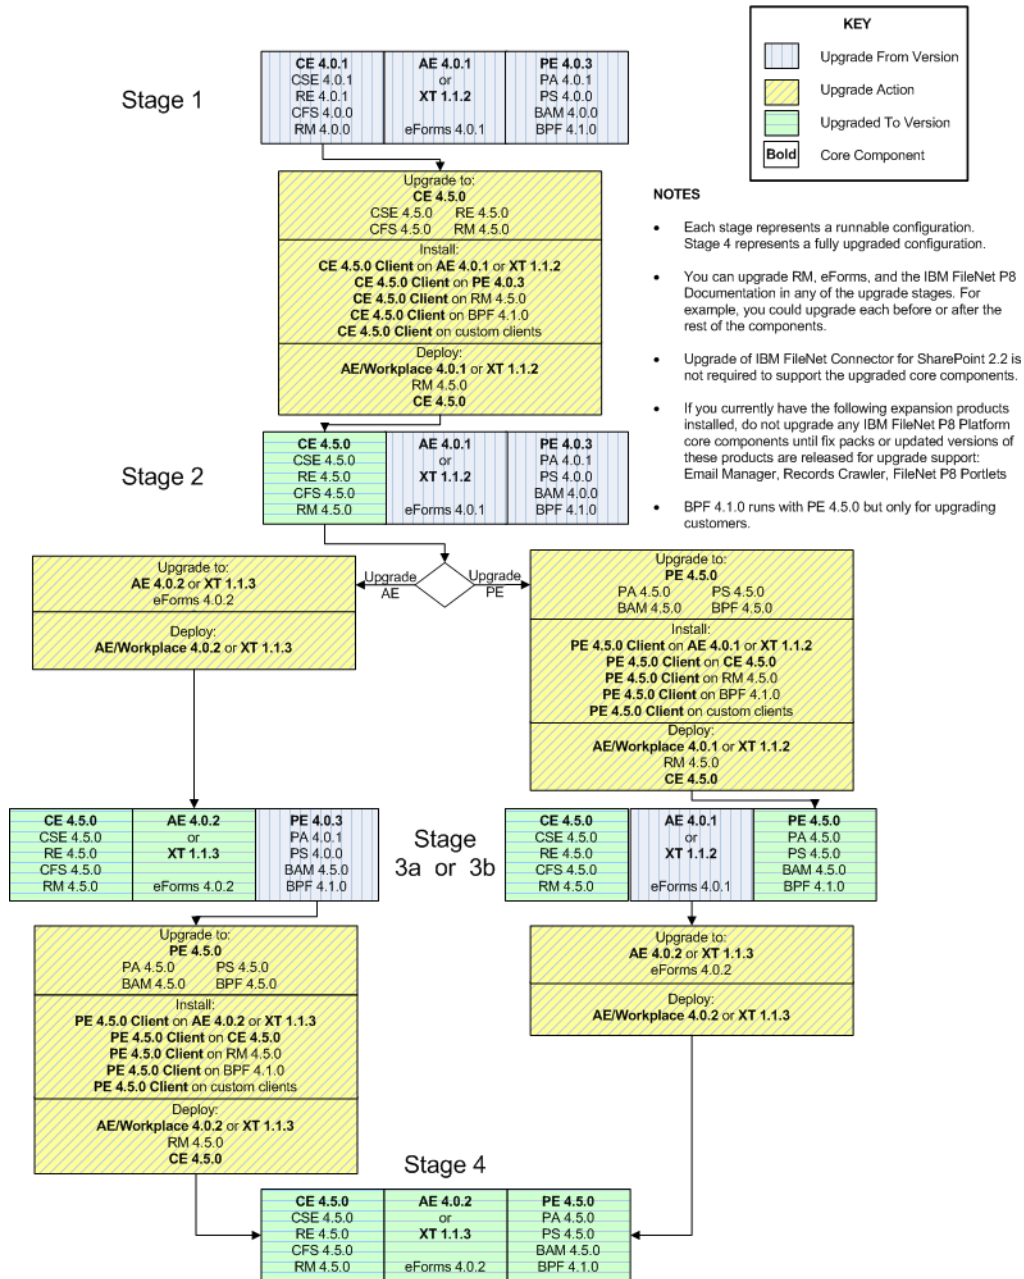 KEY
Upgrade From Version
Upgrade Action
Upgraded To Version
Bold Core Component
Stage 1
CE 4.0.1
CSE 4.0.1
RE 4.0.1
CFS 4.0.0
RM 4.0.0
AE 4.0.1
or
XT 1.1.2
eForms 4.0.1
PE 4.0.3
PA 4.0.1
PS 4.0.0
BAM 4.0.0
BPF 4.1.0
Upgrade to:
CE 4.5.0
CSE 4.5.0 RE 4.5.0
CFS 4.5.0 RM 4.5.0
Install:
CE 4.5.0 Client on AE 4.0.1 or XT 1.1.2
CE 4.5.0 Client on PE 4.0.3
CE 4.5.0 Client on RM 4.5.0
CE 4.5.0 Client on BPF 4.1.0
CE 4.5.0 Client on custom clients
Deploy:
AE/Workplace 4.0.1 or XT 1.1.2
RM 4.5.0
CE 4.5.0
NOTES
• Each stage represents a runnable configuration.
Stage 4 represents a fully upgraded configuration.
• You can upgrade RM, eForms, and the IBM FileNet P8
Documentation in any of the upgrade stages. For
example, you could upgrade each before or after the
rest of the components.
• Upgrade of IBM FileNet Connector for SharePoint 2.2 is
not required to support the upgraded core components.
• If you currently have the following expansion products
installed, do not upgrade any IBM FileNet P8 Platform
core components until fix packs or updated versions of
these products are released for upgrade support:
Email Manager, Records Crawler, FileNet P8 Portlets
• BPF 4.1.0 runs with PE 4.5.0 but only for upgrading
customers.
Stage 2
CE 4.5.0
CSE 4.5.0
RE 4.5.0
CFS 4.5.0
RM 4.5.0
AE 4.0.1
or
XT 1.1.2
eForms 4.0.1
PE 4.0.3
PA 4.0.1
PS 4.0.0
BAM 4.0.0
BPF 4.1.0
Upgrade to:
AE 4.0.2 or XT 1.1.3
eForms 4.0.2
Deploy:
AE/Workplace 4.0.2 or XT 1.1.3
Upgrade
AE
Upgrade
PE
Upgrade to:
PE 4.5.0
PA 4.5.0 PS 4.5.0
BAM 4.5.0 BPF 4.5.0
Install:
PE 4.5.0 Client on AE 4.0.1 or XT 1.1.2
PE 4.5.0 Client on CE 4.5.0
PE 4.5.0 Client on RM 4.5.0
PE 4.5.0 Client on BPF 4.1.0
PE 4.5.0 Client on custom clients
Deploy:
AE/Workplace 4.0.1 or XT 1.1.2
RM 4.5.0
CE 4.5.0
CE 4.5.0
CSE 4.5.0
RE 4.5.0
CFS 4.5.0
RM 4.5.0
AE 4.0.2
or
XT 1.1.3
eForms 4.0.2
PE 4.0.3
PA 4.0.1
PS 4.0.0
BAM 4.5.0
BPF 4.1.0
Stage
3a or 3b
CE 4.5.0
CSE 4.5.0
RE 4.5.0
CFS 4.5.0
RM 4.5.0
AE 4.0.1
or
XT 1.1.2
eForms 4.0.1
PE 4.5.0
PA 4.5.0
PS 4.5.0
BAM 4.5.0
BPF 4.1.0
Upgrade to:
PE 4.5.0
PA 4.5.0 PS 4.5.0
BAM 4.5.0 BPF 4.5.0
Install:
PE 4.5.0 Client on AE 4.0.2 or XT 1.1.3
PE 4.5.0 Client on CE 4.5.0
PE 4.5.0 Client on RM 4.5.0
PE 4.5.0 Client on BPF 4.1.0
PE 4.5.0 Client on custom clients
Deploy:
AE/Workplace 4.0.2 or XT 1.1.3
RM 4.5.0
CE 4.5.0
Upgrade to:
AE 4.0.2 or XT 1.1.3
eForms 4.0.2
Deploy:
AE/Workplace 4.0.2 or XT 1.1.3
Stage 4
CE 4.5.0
CSE 4.5.0
RE 4.5.0
CFS 4.5.0
RM 4.5.0
AE 4.0.2
or
XT 1.1.3
eForms 4.0.2
PE 4.5.0
PA 4.5.0
PS 4.5.0
BAM 4.5.0
BPF 4.1.0